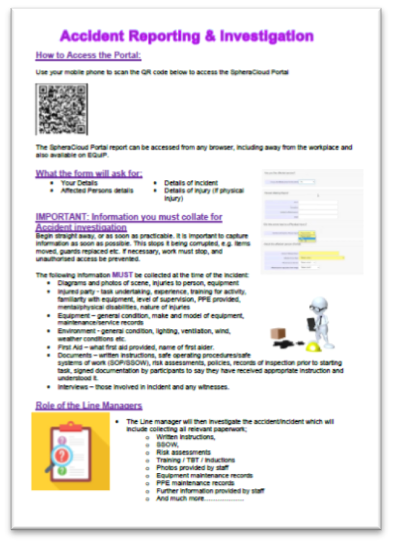 Accident Reporting & Investigation
How to Access the Portal:
Use your mobile phone to scan the QR code below to access the SpheraCloud Portal
The SpheraCloud Portal report can be accessed from any browser, including away from the workplace and
also available on EQuIP.
What the form will ask for:
• Your Details
• Affected Persons details
• Details of Incident
• Details of Injury (if physical
injury)
IMPORTANT: Information you must collate for
Accident investigation
Begin straight away, or as soon as practicable. It is important to capture
information as soon as possible. This stops it being corrupted, e.g. items
moved, guards replaced etc. If necessary, work must stop, and
unauthorised access be prevented.
The following information MUST be collected at the time of the incident:
• Diagrams and photos of scene, injuries to person, equipment
• Injured party - task undertaking, experience, training for activity,
familiarity with equipment, level of supervision, PPE provided,
mental/physical disabilities, nature of injuries
• Equipment – general condition, make and model of equipment,
maintenance/service records
• Environment - general condition, lighting, ventilation, wind,
weather conditions etc.
• First Aid – what first aid provided, name of first aider.
• Documents – written instructions, safe operating procedures/safe
systems of work (SOP/SSOW), risk assessments, policies, records of inspection prior to starting
task, signed documentation by participants to say they have received appropriate instruction and
understood it.
• Interviews – those involved in incident and any witnesses.
Role of the Line Managers
• The Line manager will then investigate the accident/incident which will
include collecting all relevant paperwork;
o Written instructions,
o SSOW,
o Risk assessments
o Training / TBT / Inductions
o Photos provided by staff
o Equipment maintenance records
o PPE maintenance records
o Further information provided by staff
o And much more....................